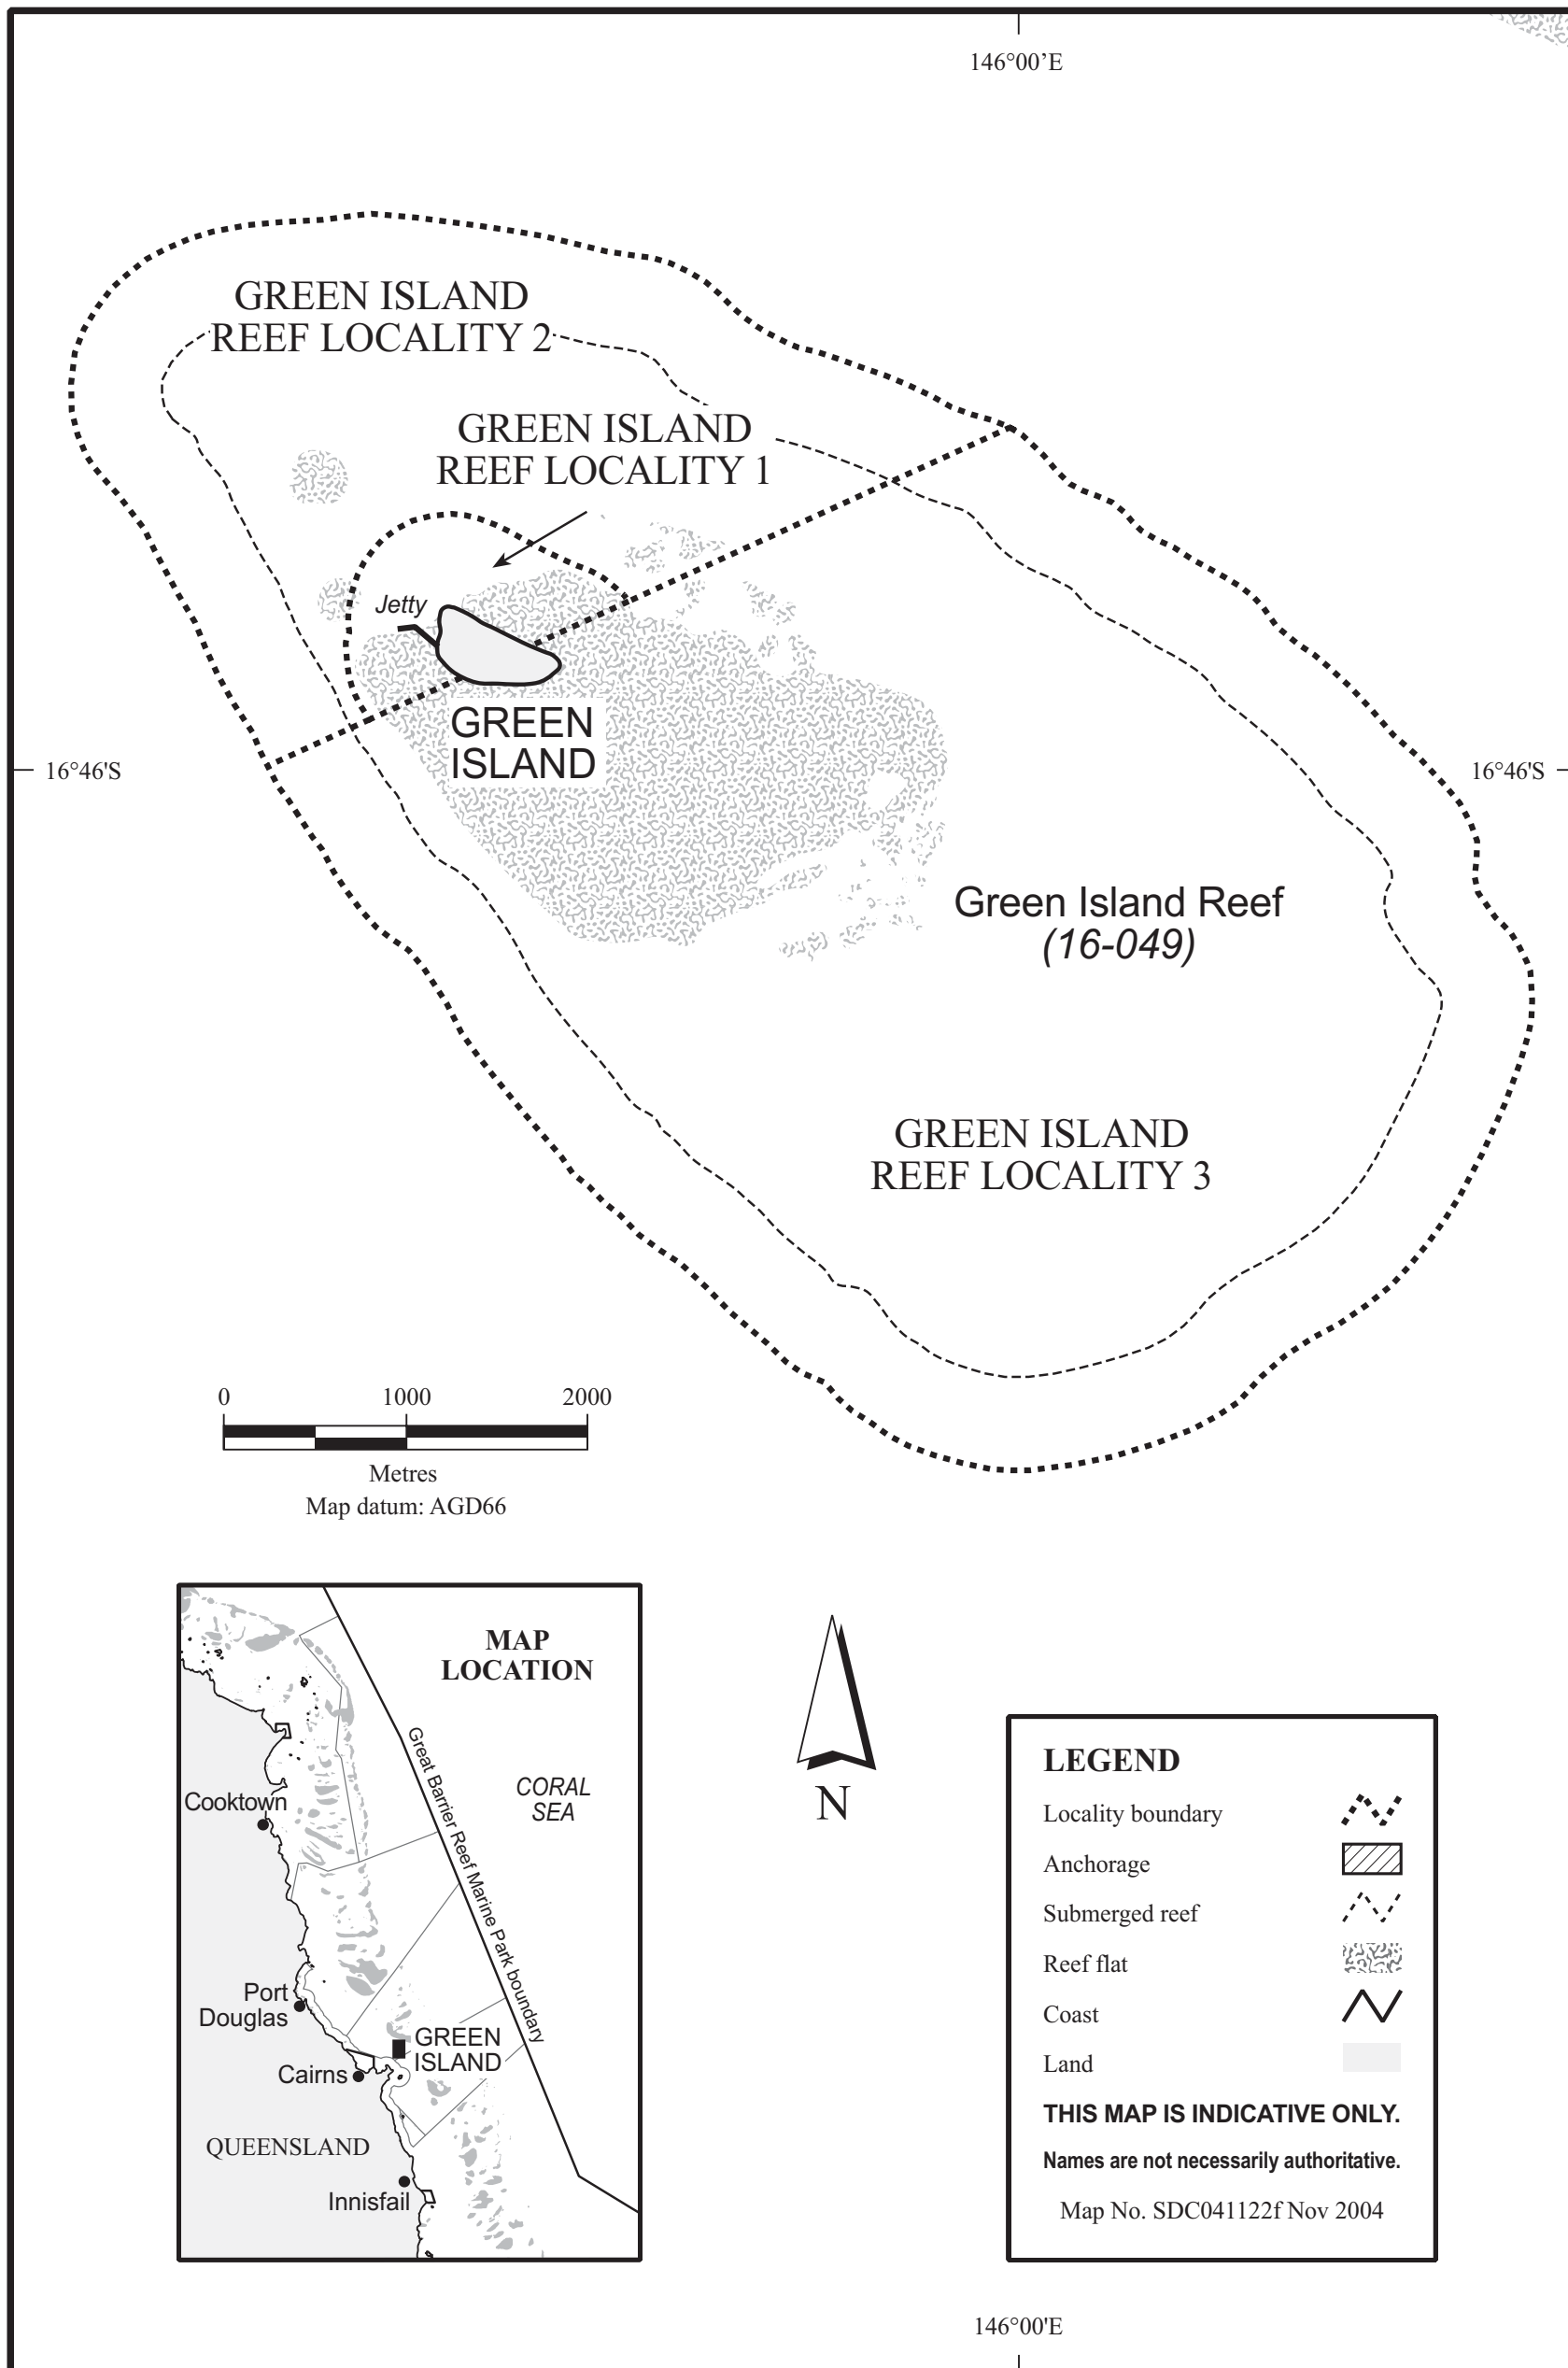 146°00’E
GREEN ISLAND
REEF LOCALITY 2
GREEN ISLAND
REEF LOCALITY 1
Jetty
GREEN
ISLAND
16°46'S
16°46'S
Green Island Reef
(16-049)
GREEN ISLAND
REEF LOCALITY 3
0 1000 2000
Metres
Map datum: AGD66
MAP
LOCATION
Great Barrier Reef Marine Park boundary
CORAL
SEA
Cooktown
Port
Douglas
GREEN
ISLAND
Cairns
QUEENSLAND
Innisfail
N
LEGEND
Locality boundary
Anchorage
Submerged reef
Reef flat
Coast
Land
THIS MAP IS INDICATIVE ONLY.
Names are not necessarily authoritative.
Map No. SDC041122f Nov 2004
146°00'E